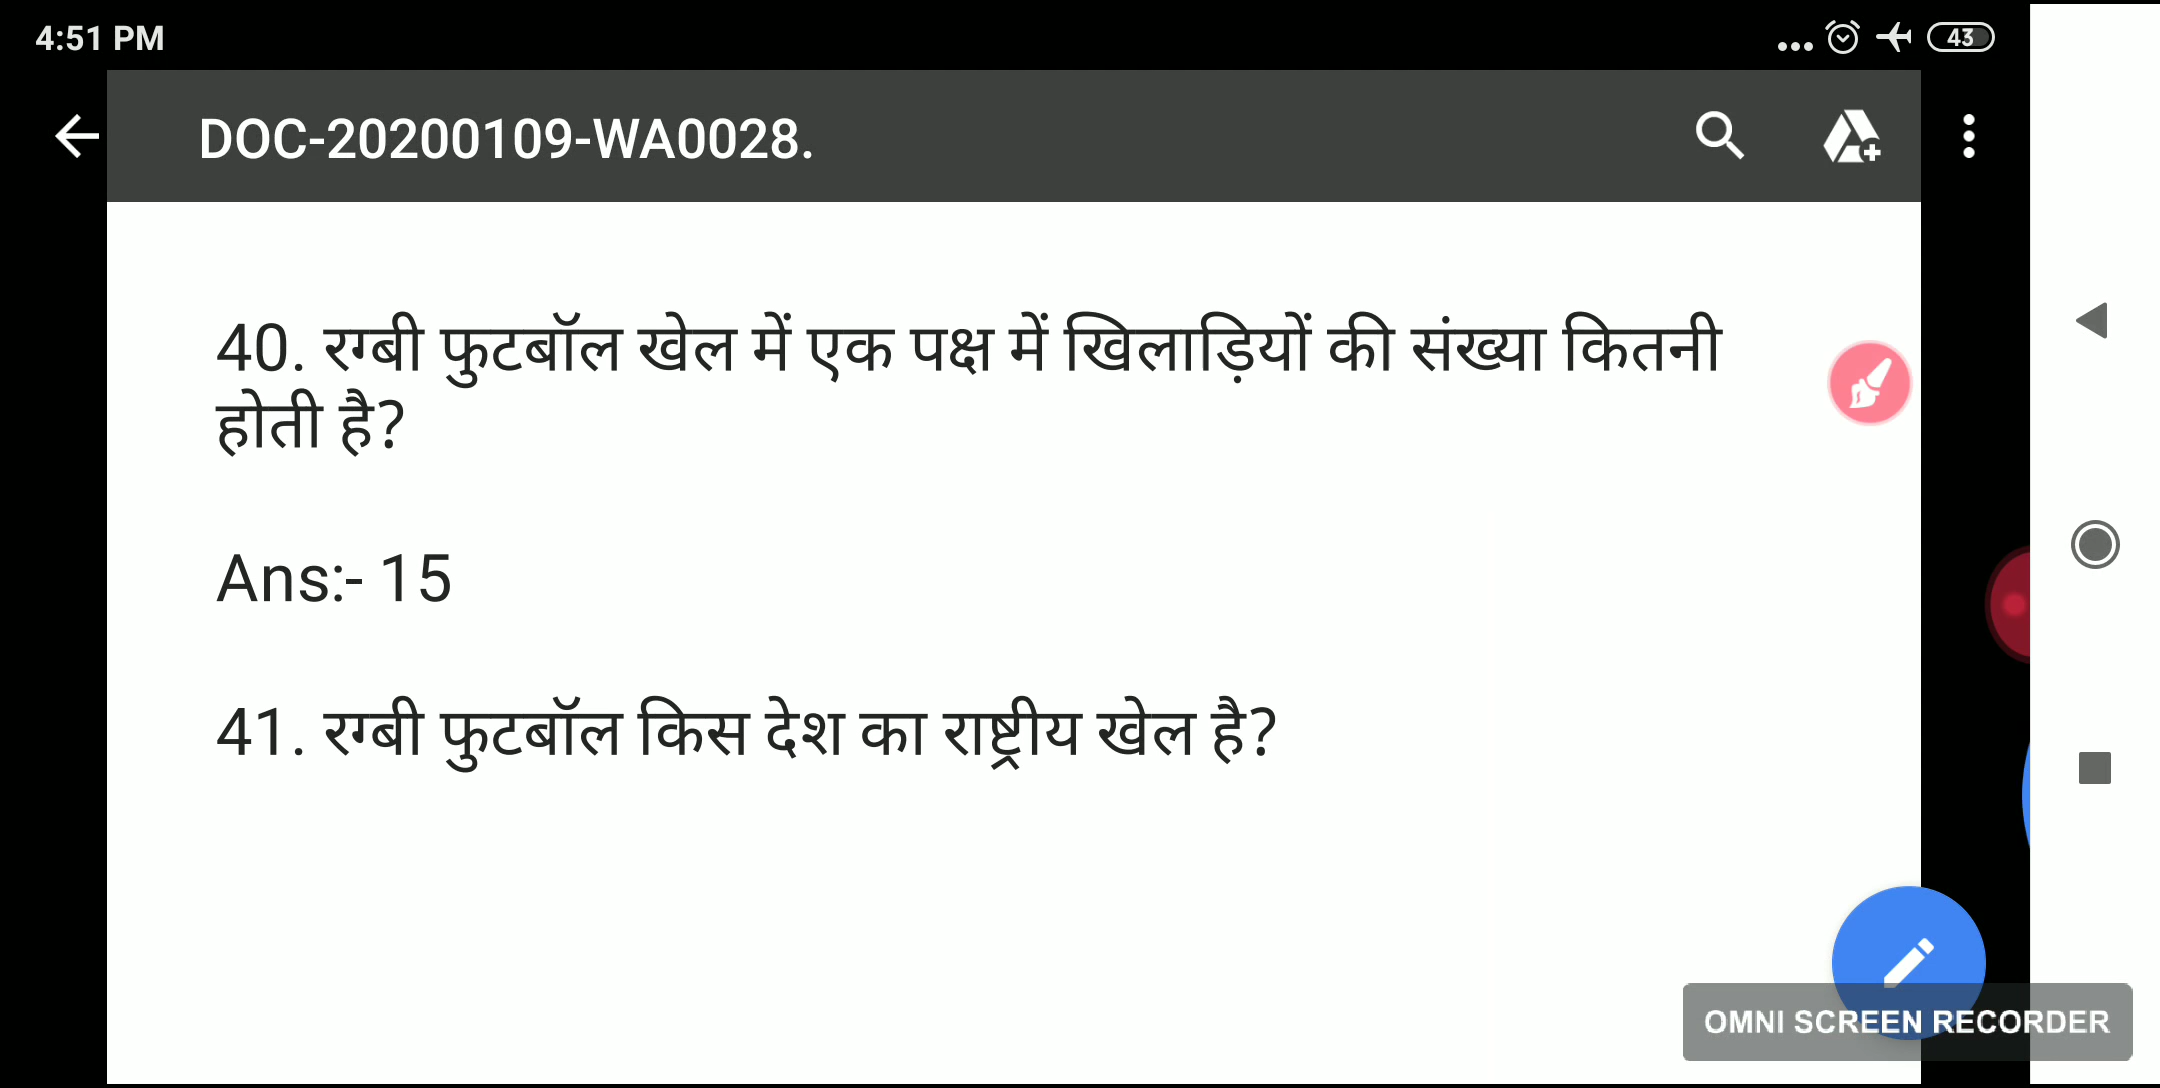 4:51 PM
43
DOC-20200109-WA0028.
40. रग्बी फुटबॉल खेल में एक पक्ष में खिलाड़ियों की संख्या कितनी
होती है?
Ans:- 15
41. रग्बी फुटबॉल किस देश का राष्ट्रीय खेल है?
OMNI SCREEN RECORDER